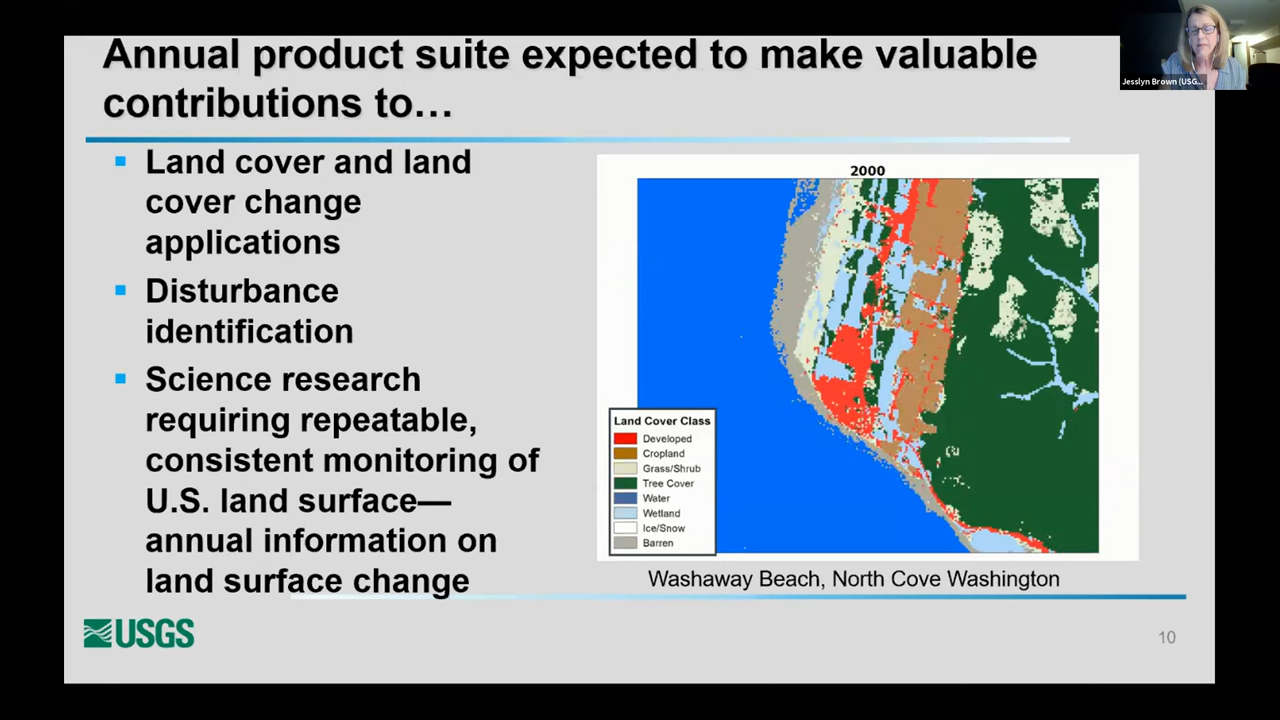 Annual product suite expected to make valuable
contributions to…
Land cover and land
cover change
applications
Disturbance
identification
Science research
requiring repeatable,
consistent monitoring of
U.S. land surface—
annual information on
land surface change
2000
Land Cover Class
Developed
Cropland
Grass/Shrub
Tree Cover
Water
Wetland
Ice/Snow
Barren
Washaway Beach, North Cove Washington
USGS
10
Jesslyn Brown (USG...